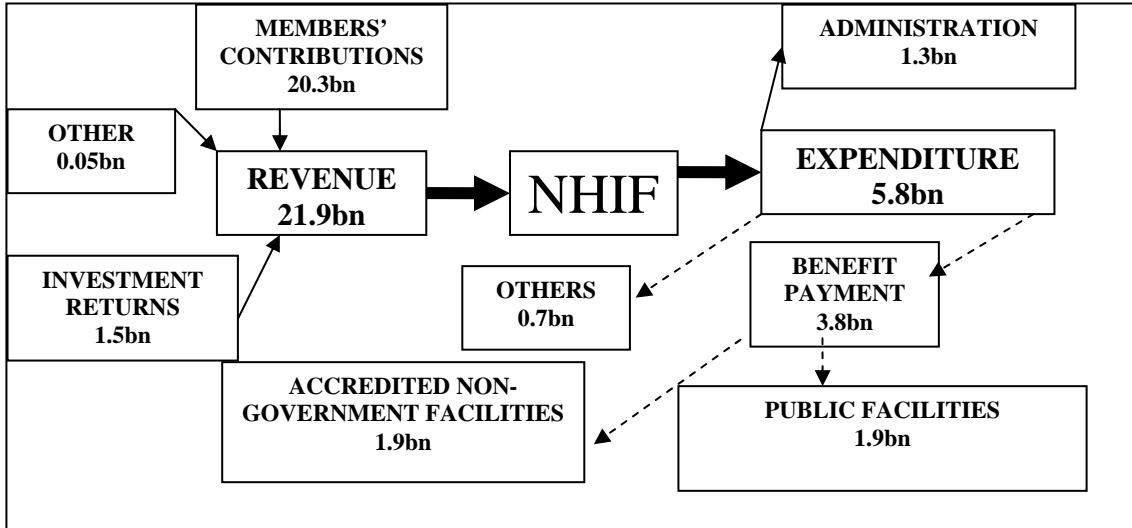 MEMBERS’
CONTRIBUTIONS
20.3bn
ADMINISTRATION
1.3bn
OTHER
0.05bn
REVENUE
21.9bn
NHIF
EXPENDITURE
5.8bn
INVESTMENT
RETURNS
1.5bn
OTHERS
0.7bn
BENEFIT
PAYMENT
3.8bn
ACCREDITED NON-
GOVERNMENT FACILITIES
1.9bn
PUBLIC FACILITIES
1.9bn